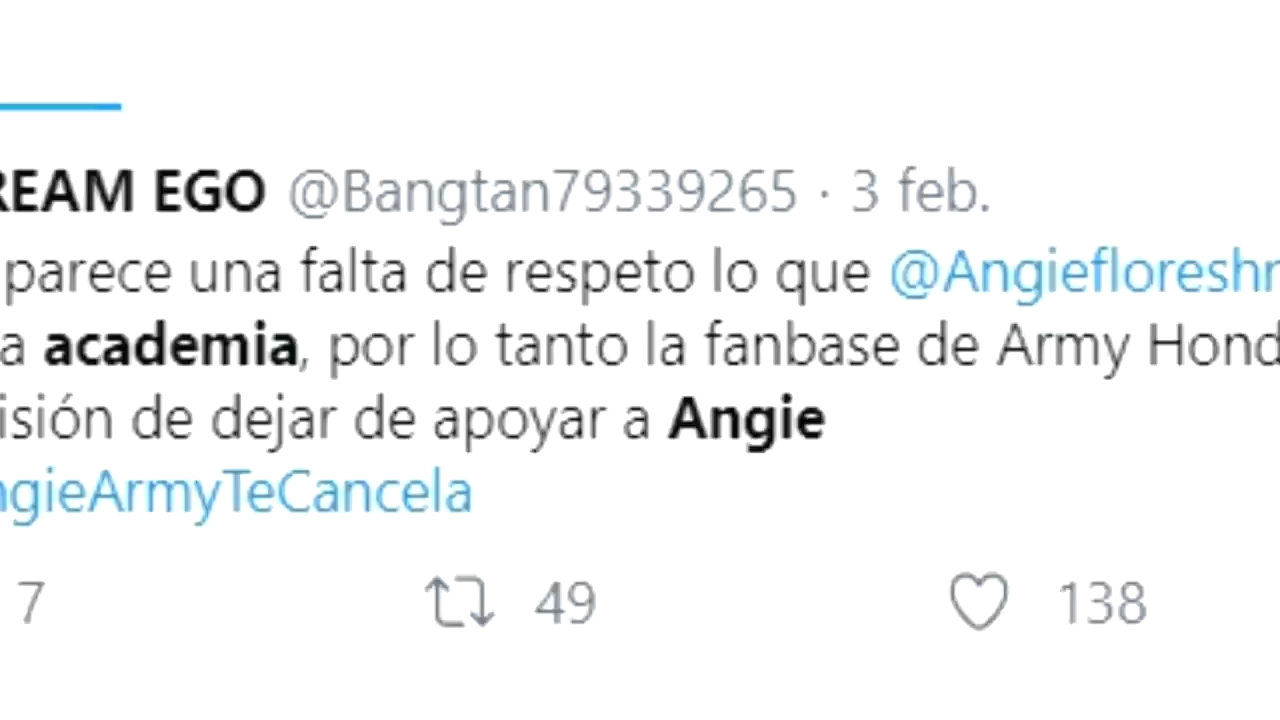 REAM EGO @Bangtan79339265 · 3 feb.
parece una falta de respeto lo que @Angiefloreshn
a academia, por lo tanto la fanbase de Army Hond
isión de dejar de apoyar a Angie
ngieArmyTeCancela
7 49 138